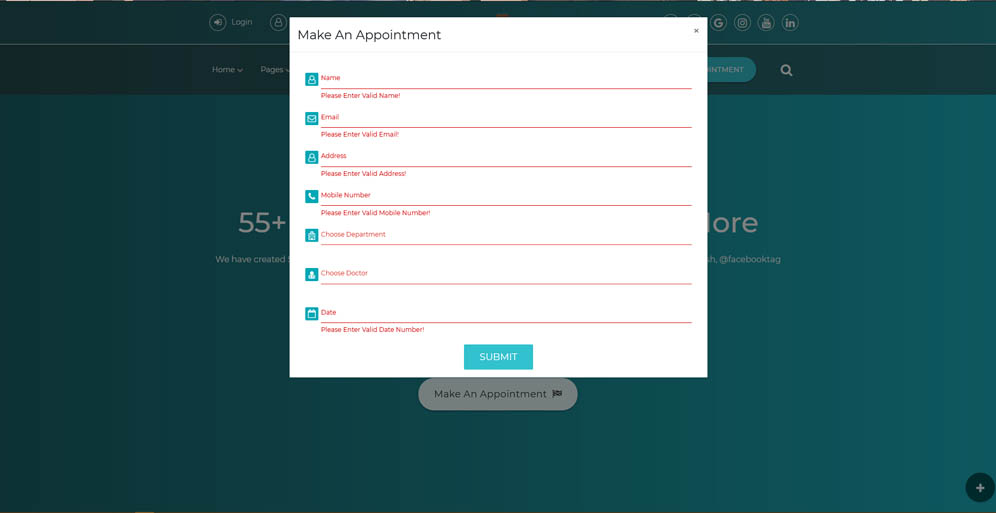 Login
Make An Appointment
×
Home
Pages
NTMENT
Name
Please Enter Valid Name!
Email
Please Enter Valid Email!
Address
Please Enter Valid Address!
Mobile Number
Please Enter Valid Mobile Number!
55+
ore
Choose Department
We have created
sh, @facebooktag
Choose Doctor
Date
Please Enter Valid Date Number!
SUBMIT
Make An Appointment